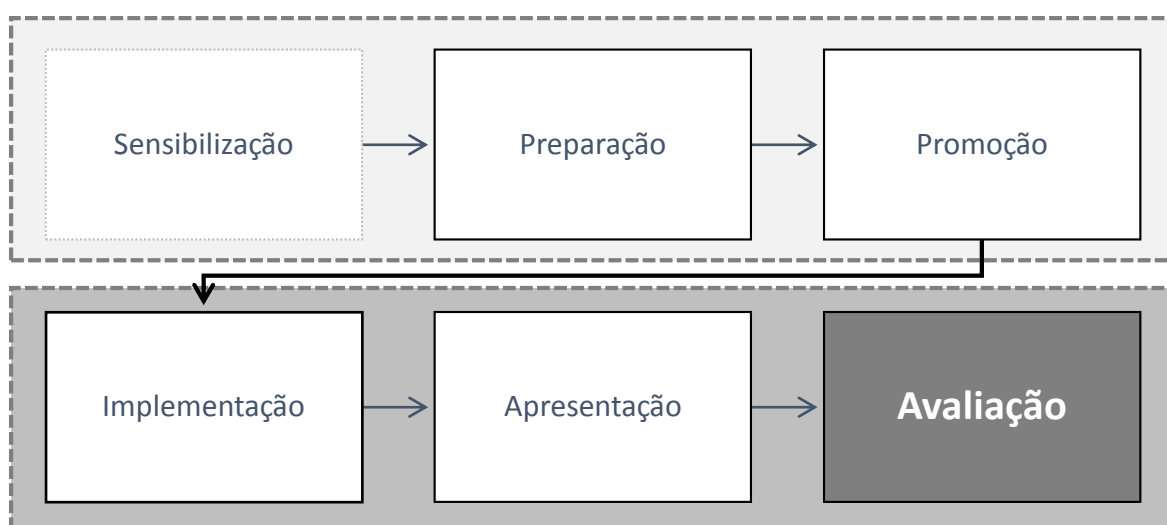 Sensibilização
Preparação
Promoção
Implementação
Apresentação
Avaliação